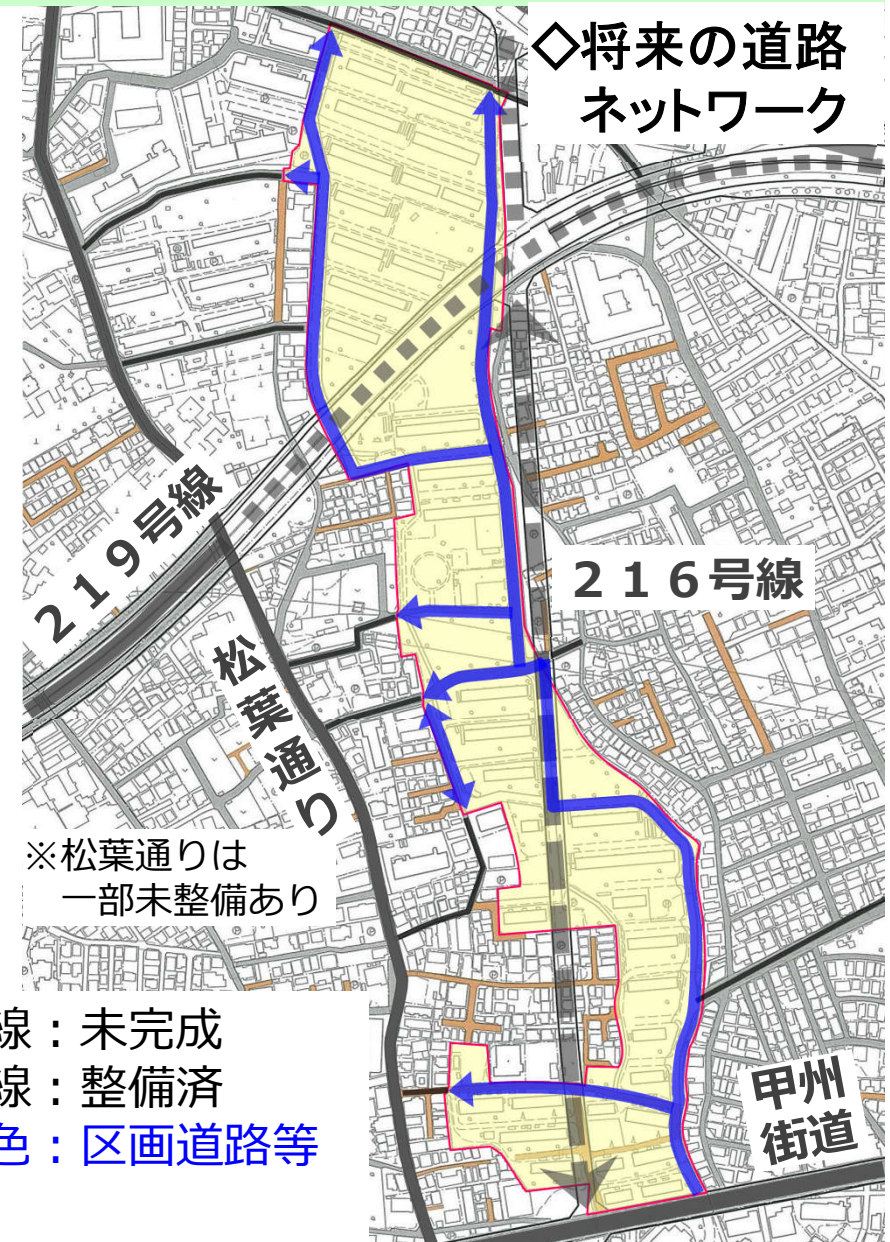 ◇将来の道路
ネットワーク
219号線
216号線
松葉通り
※松葉通りは
一部未整備あり
線：未完成
線：整備済
色：区画道路等
甲州
街道